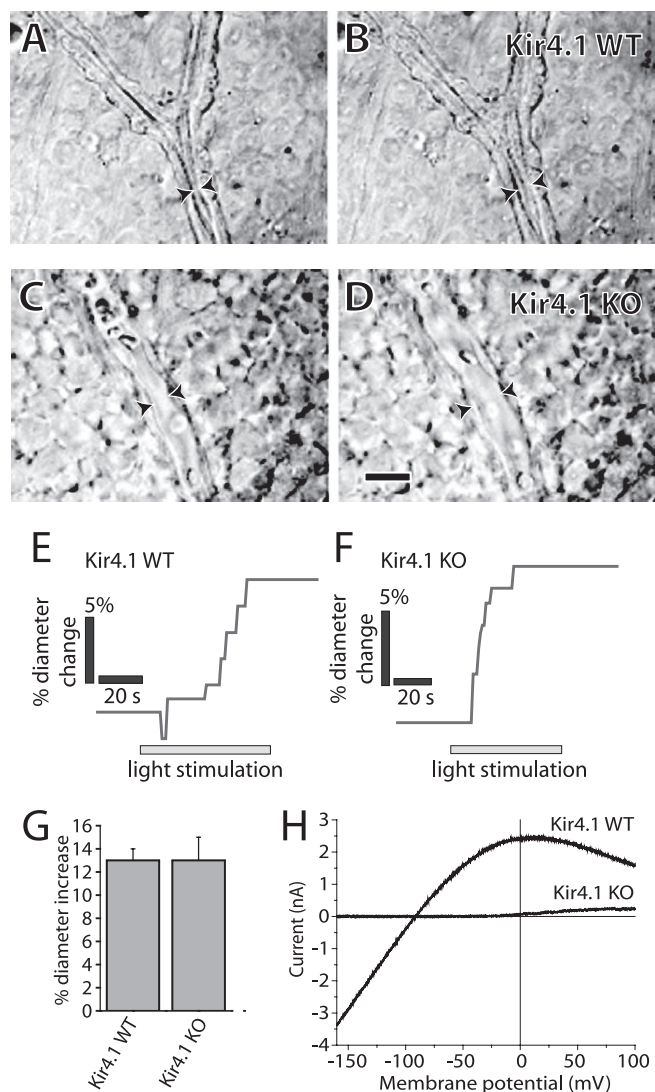 A
B
Kir4.1 WT
C
D
Kir4.1 KO
E
Kir4.1 WT
5%
% diameter
change
20 s
light stimulation
F
Kir4.1 KO
5%
% diameter
change
20 s
light stimulation
G
% diameter increase
16
14
12
10
8
6
4
2
0
Kir4.1 WT
Kir4.1 KO
H
Current (nA)
3
2
1
0
-1
-2
-3
-4
Kir4.1 WT
Kir4.1 KO
-150
-100
-50
0
50
100
Membrane potential (mV)